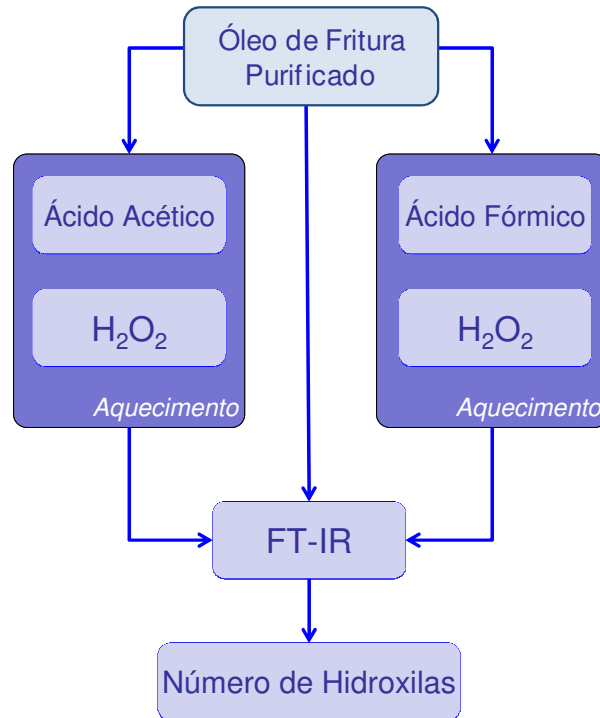 Óleo de Fritura
Purificado
Ácido Acético
H₂O₂
Aquecimento
Ácido Fórmico
H₂O₂
Aquecimento
FT-IR
Número de Hidroxilas